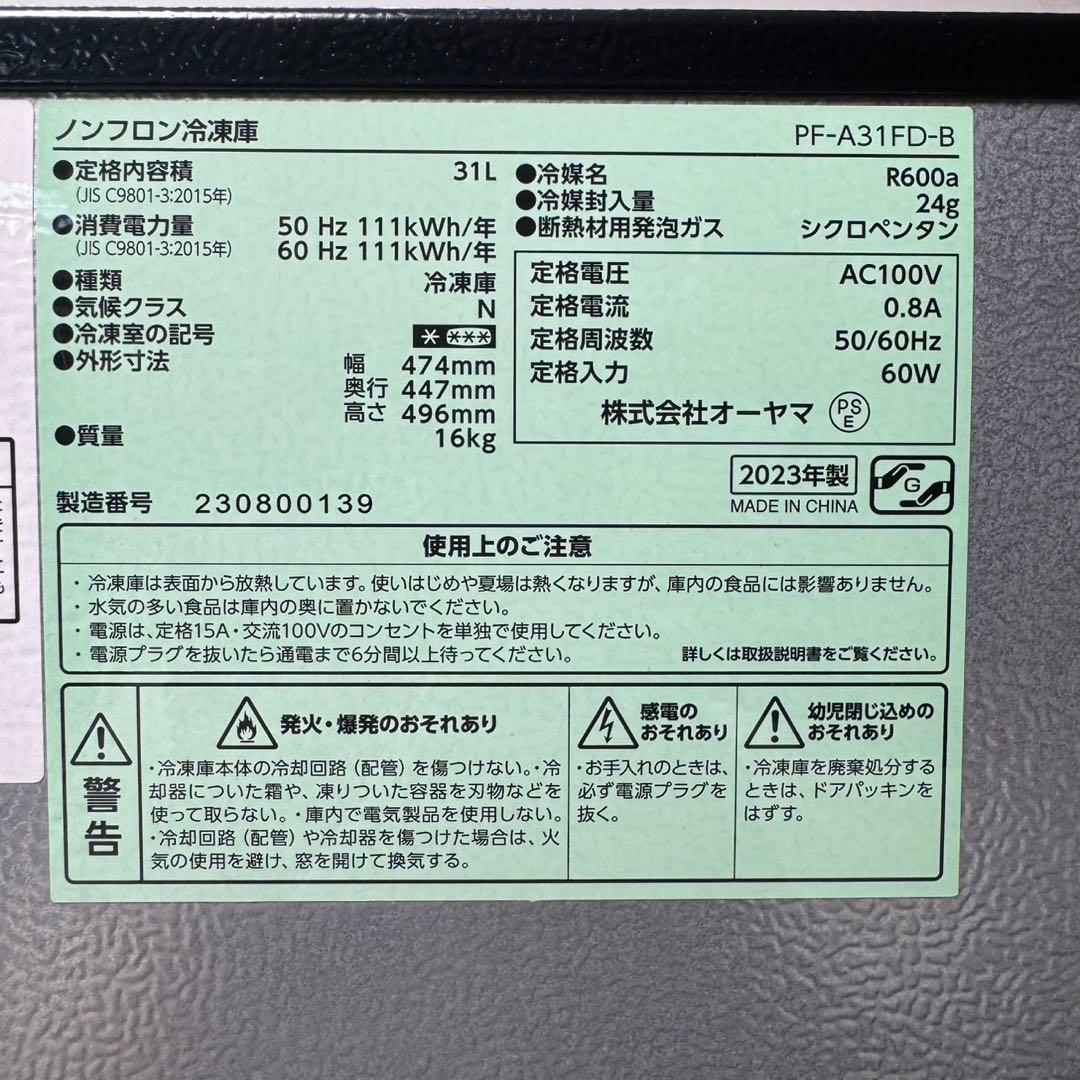 ノンフロン冷凍庫 PF-A31FD-B
●定格内容積 31L
(JIS C9801-3:2015年)
●消費電力量 50 Hz 111kWh/年
(JIS C9801-3:2015年) 60 Hz 111kWh/年
●種類 冷凍庫
●気候クラス N
●冷凍室の記号 * ***
●外形寸法 幅 474mm
奥行 447mm
高さ 496mm
●質量 16kg
●冷媒名 R600a
●冷媒封入量 24g
●断熱材用発泡ガス シクロペンタン
定格電圧 AC100V
定格電流 0.8A
定格周波数 50/60Hz
定格入力 60W
株式会社オーヤマ PS E
2023年製
MADE IN CHINA
G
製造番号 230800139
使用上のご注意
・冷凍庫は表面から放熱しています。使いはじめや夏場は熱くなりますが、庫内の食品には影響ありません。
・水気の多い食品は庫内の奥に置かないでください。
・電源は、定格15A・交流100Vのコンセントを単独で使用してください。
・電源プラグを抜いたら通電まで6分間以上待ってください。 詳しくは取扱説明書をご覧ください。
警告
発火・爆発のおそれあり
・冷凍庫本体の冷却回路（配管）を傷つけない。・冷
却器についた霜や、凍りついた容器を刃物などを
使って取らない。・庫内で電気製品を使用しない。
・冷却回路（配管）や冷却器を傷つけた場合は、火
気の使用を避け、窓を開けて換気する。
感電の
おそれあり
・お手入れのときは、
必ず電源プラグを
抜く。
幼児閉じ込めの
おそれあり
・冷凍庫を廃棄処分する
ときは、ドアパッキンを
はずす。